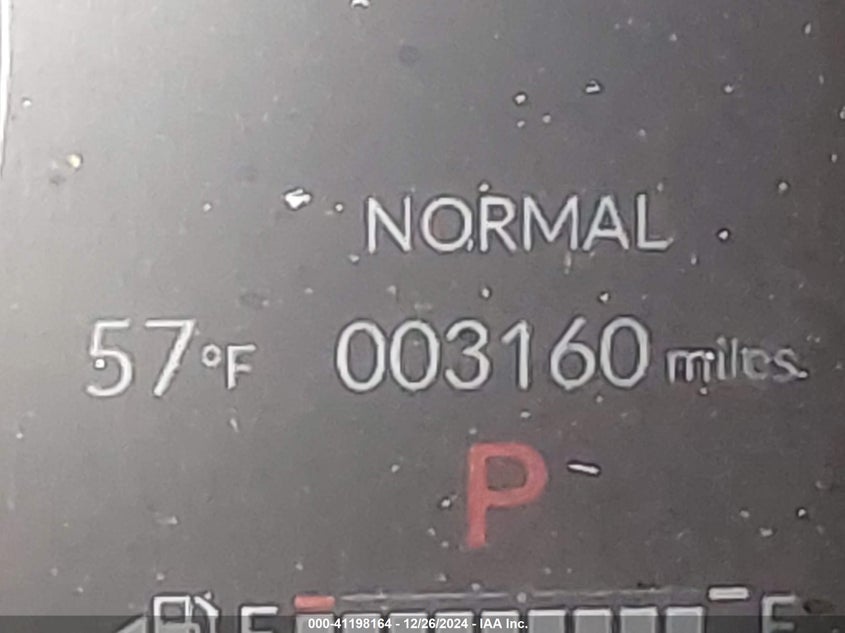 NORMAL
57°F 003160 miles
P
E F
000-41198164 - 12/26/2024 - IAA Inc.